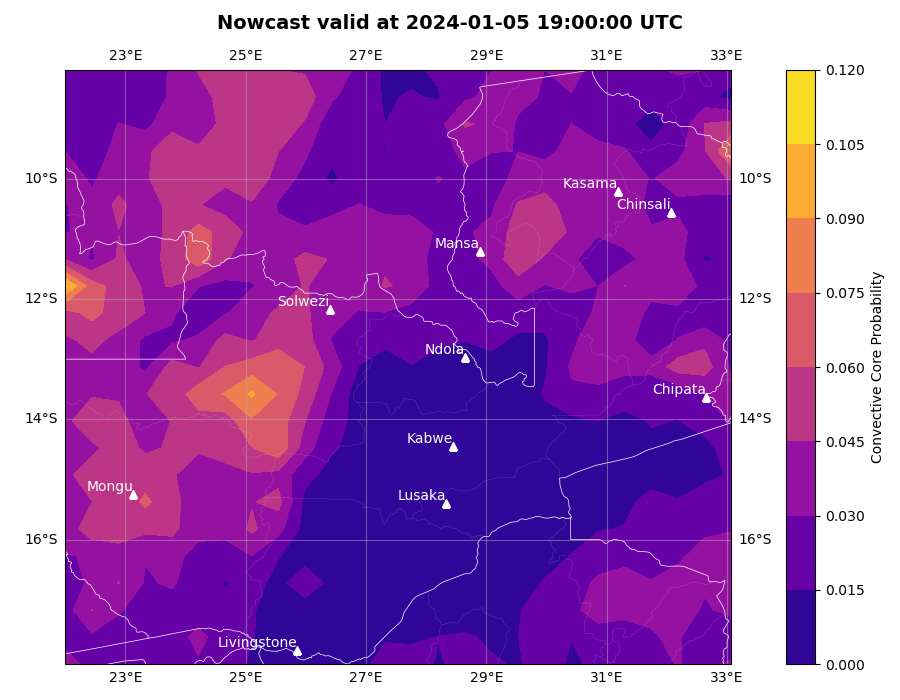 Nowcast valid at 2024-01-05 19:00:00 UTC
23°E 25°E 27°E 29°E 31°E 33°E
0.120
0.105
10°S Kasama 10°S
Chinsali
0.090
Mansa
0.075
12°S Solwezi 12°S
Ndola
0.060
Chipata
14°S 14°S
Kabwe
0.045
Mongu
Lusaka
0.030
16°S 16°S
0.015
Livingstone
0.000
23°E 25°E 27°E 29°E 31°E 33°E
Convective Core Probability